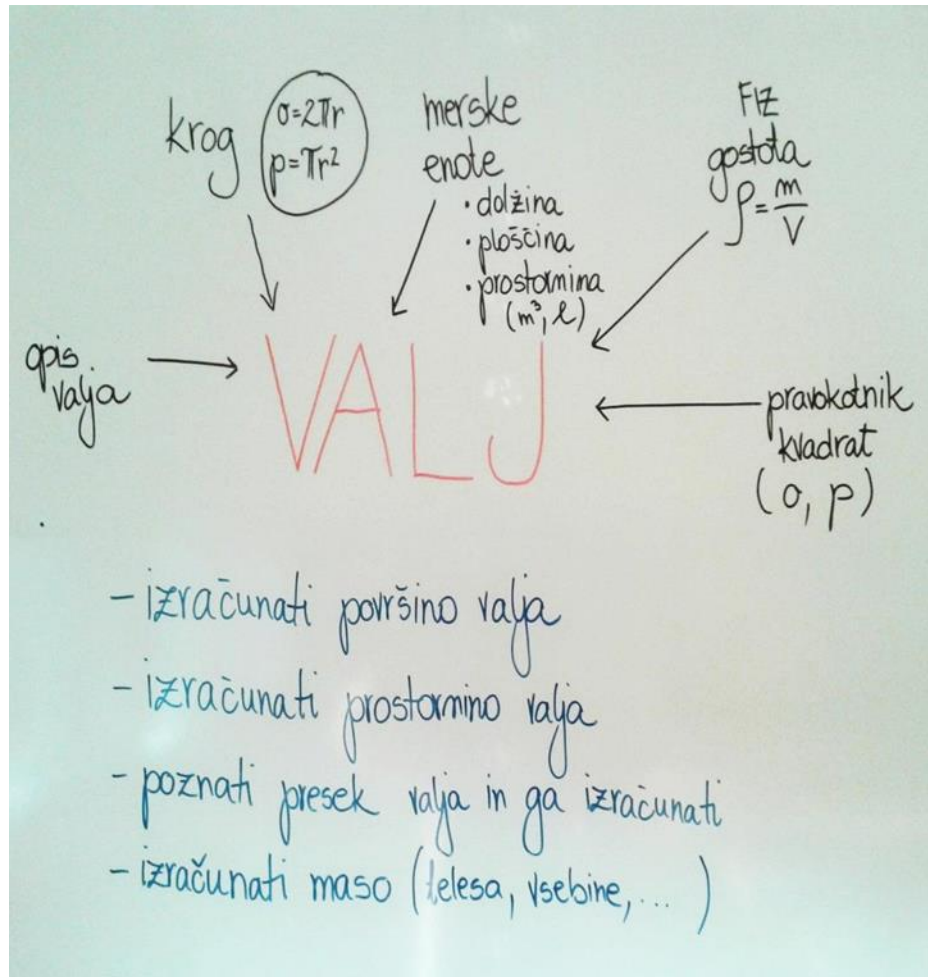 krog
o=2πr
p=πr²
merske
enote
• dolžina
• ploščina
• prostornina
(m³, l)
FIZ
gostota
ρ=m/V
opis
valja
VALJ
pravokotnik
kvadrat
(o, p)
- izračunati površino valja
- izračunati prostornino valja
- poznati presek valja in ga izračunati
- izračunati maso (telesa, vsebine, ... )